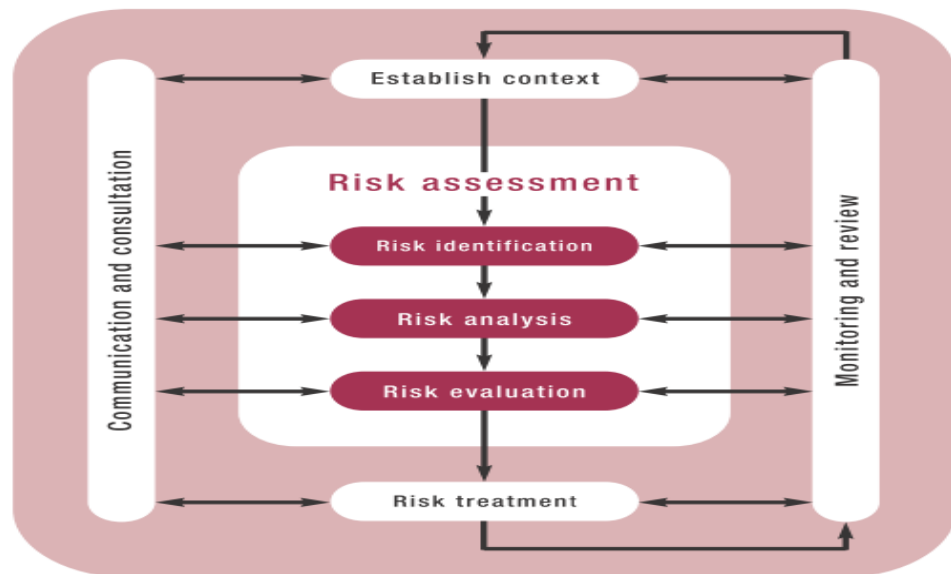 Establish context
Communication and consultation
Risk assessment
Risk identification
Risk analysis
Risk evaluation
Monitoring and review
Risk treatment